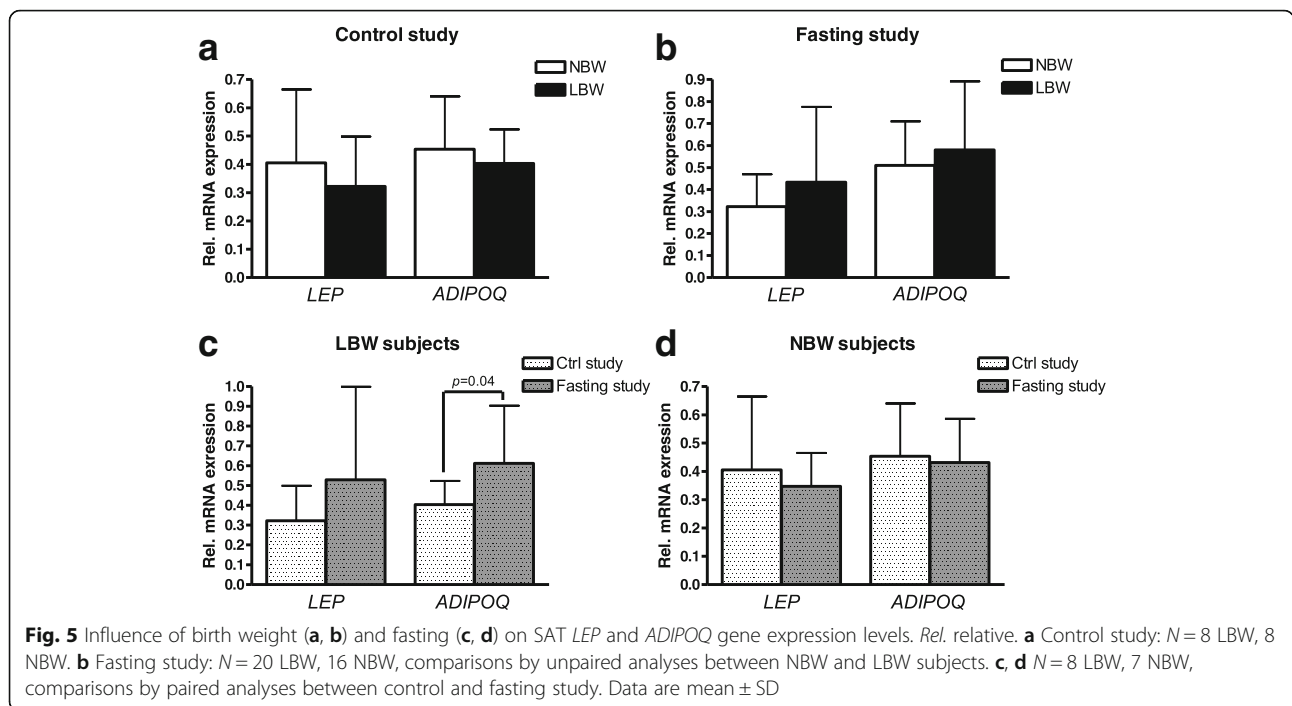 a
Control study
NBW
LBW
Rel. mRNA expression
0.7
0.6
0.5
0.4
0.3
0.2
0.1
0.0
LEP ADIPOQ
b
Fasting study
NBW
LBW
Rel. mRNA expression
0.9
0.8
0.7
0.6
0.5
0.5
0.4
0.3
0.2
0.1
0.0
LEP ADIPOQ
c
LBW subjects
Ctrl study
Fasting study
p=0.04
Rel. mRNA exression
1.0
0.9
0.8
0.7
0.6
0.5
0.4
0.3
0.2
0.1
0.0
LEP ADIPOQ
d
NBW subjects
Ctrl study
Fasting study
Rel. mRNA expression
0.7
0.6
0.5
0.4
0.3
0.2
0.1
0.0
LEP ADIPOQ
Fig. 5 Influence of birth weight (a, b) and fasting (c, d) on SAT LEP and ADIPOQ gene expression levels. Rel. relative. a Control study: N = 8 LBW, 8
NBW. b Fasting study: N = 20 LBW, 16 NBW, comparisons by unpaired analyses between NBW and LBW subjects. c, d N = 8 LBW, 7 NBW,
comparisons by paired analyses between control and fasting study. Data are mean ± SD